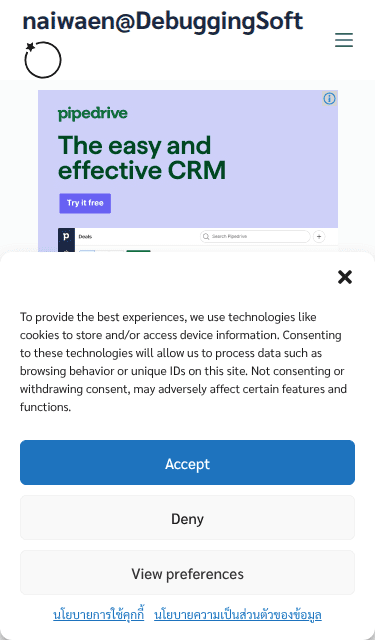 naiwaen@DebuggingSoft
pipedrive
The easy and
effective CRM
Try it free
Deals
Search Pipedrive
To provide the best experiences, we use technologies like
cookies to store and/or access device information. Consenting
to these technologies will allow us to process data such as
browsing behavior or unique IDs on this site. Not consenting or
withdrawing consent, may adversely affect certain features and
functions.
Accept
Deny
View preferences
นโยบายการใช้คุกกี้ นโยบายความเป็นส่วนตัวของข้อมูล